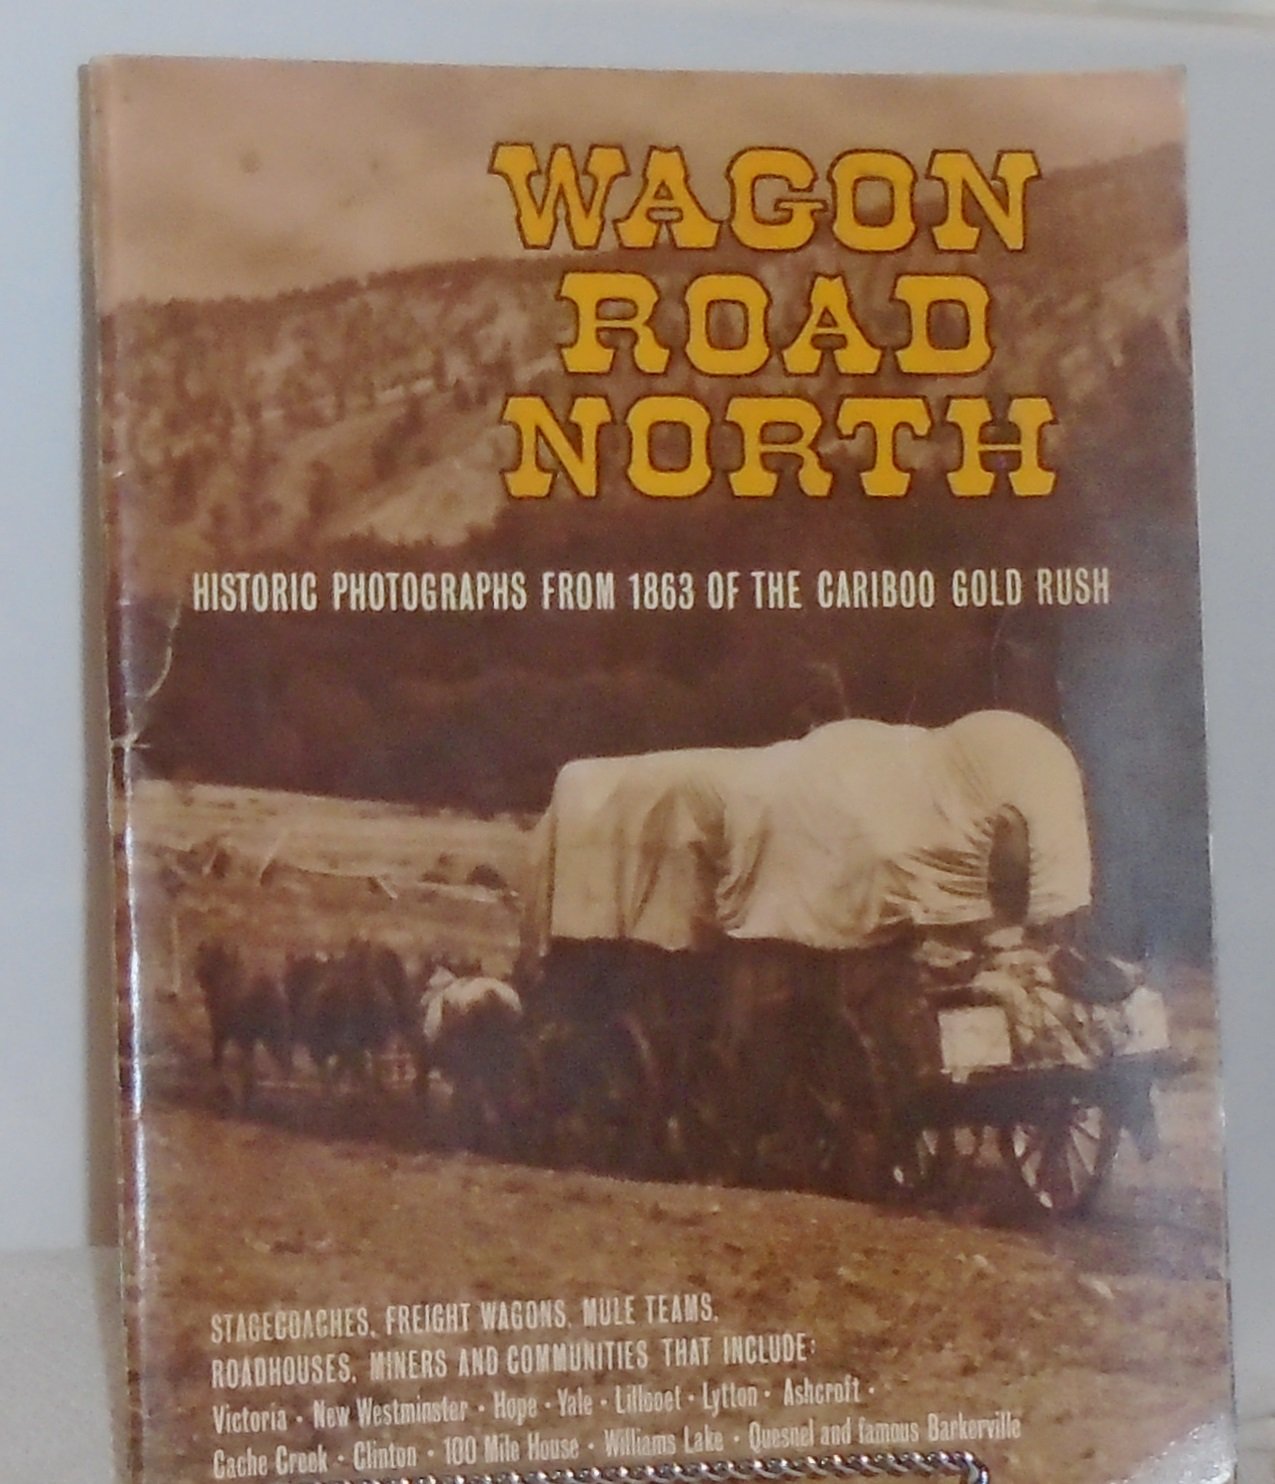 WAGON
ROAD
NORTH
HISTORIC PHOTOGRAPHS FROM 1863 OF THE CARIBOO GOLD RUSH
STAGECOACHES, FREIGHT WAGONS, MULE TEAMS,
ROADHOUSES, MINERS AND COMMUNITIES THAT INCLUDE:
Victoria · New Westminster · Hope · Yale · Lillooet · Lytton · Ashcroft ·
Cache Creek · Clinton · 100 Mile House · Williams Lake · Quesnel and famous Barkerville